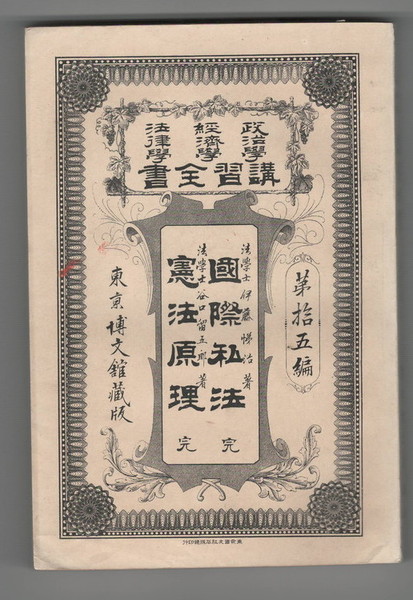 政治學
經濟學
法律學
講習全書
第拾五編
法學士 伊藤悌治 著
國際私法 完
法學士谷口留五郎著
憲法原理 完
東京博文館藏版